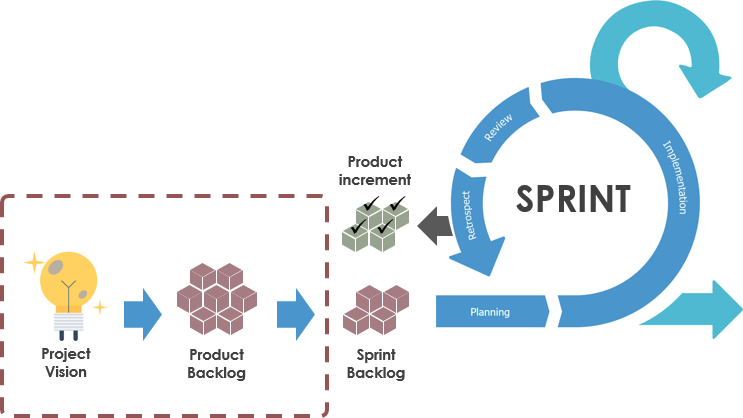 Project
Vision
Product
Backlog
Product
increment
Sprint
Backlog
Planning
Implementation
Review
Retrospect
SPRINT